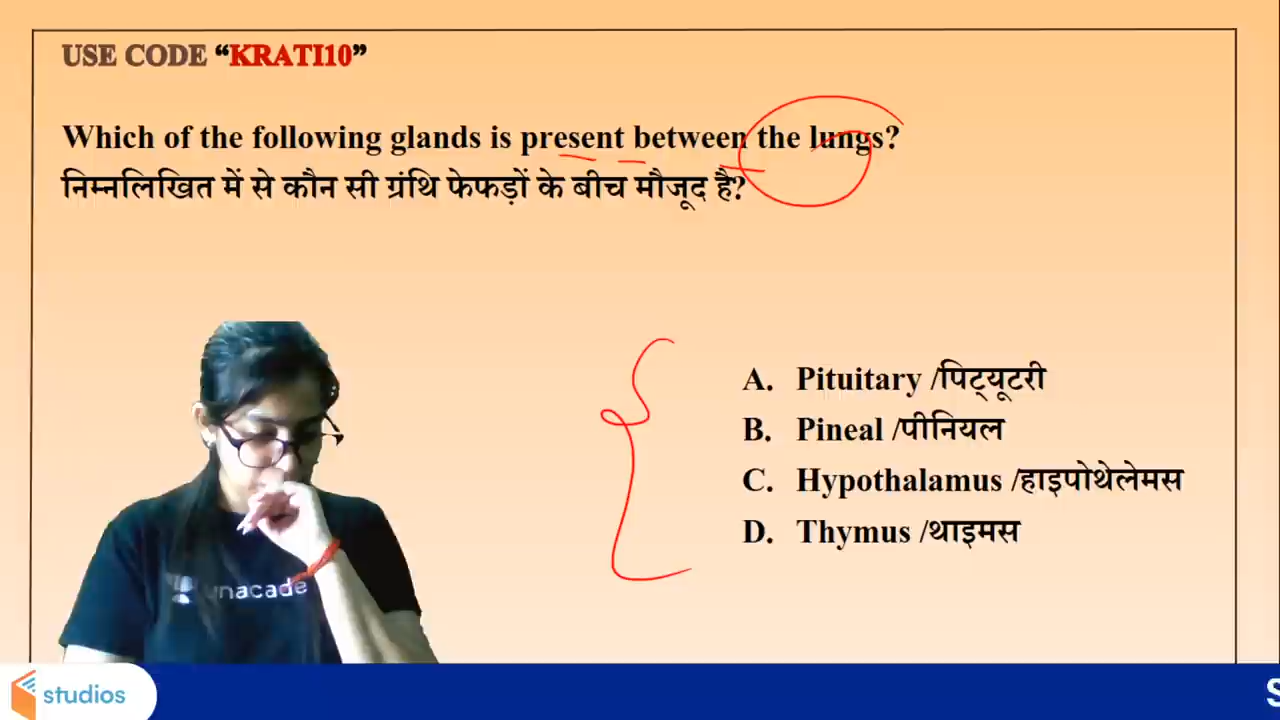 USE CODE “KRATI10”
Which of the following glands is present between the lungs?
निम्नलिखित में से कौन सी ग्रंथि फेफड़ों के बीच मौजूद है?
A. Pituitary /पिट्यूटरी
B. Pineal /पीनियल
C. Hypothalamus /हाइपोथेलेमस
D. Thymus /थाइमस
unacade
studios
S